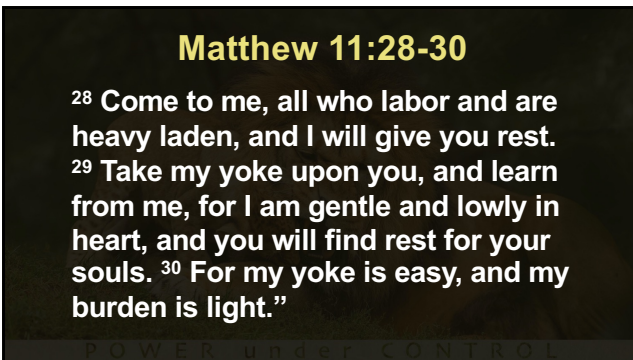 Matthew 11:28-30
28 Come to me, all who labor and are
heavy laden, and I will give you rest.
29 Take my yoke upon you, and learn
from me, for I am gentle and lowly in
heart, and you will find rest for your
souls. 30 For my yoke is easy, and my
burden is light.”
POWER under CONTROL